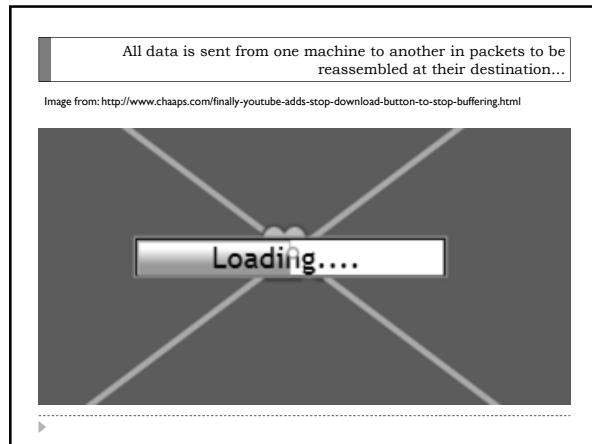 All data is sent from one machine to another in packets to be
reassembled at their destination...
Image from: http://www.chaaps.com/finally-youtube-adds-stop-download-button-to-stop-buffering.html
Loading....